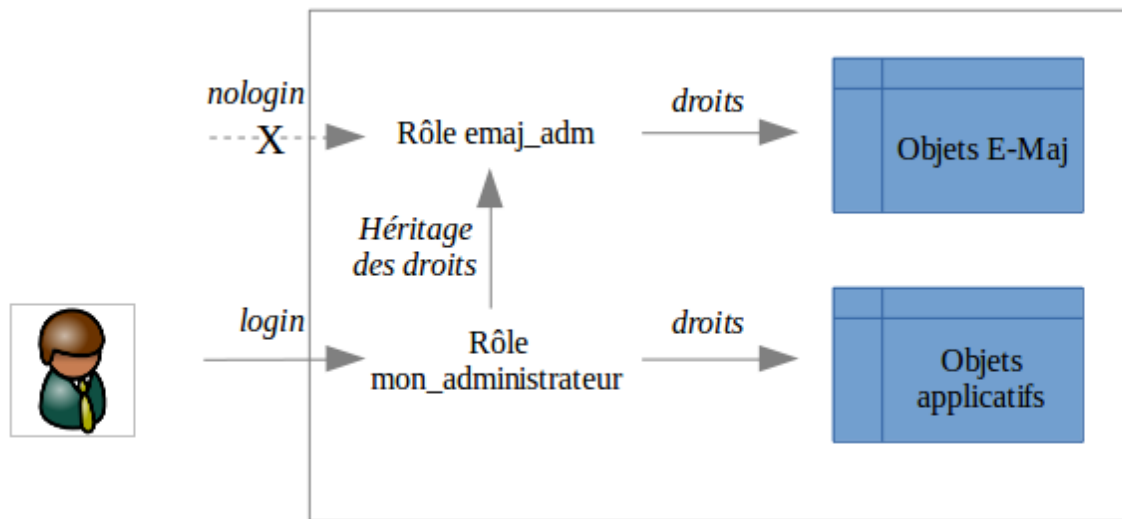 nologin
X
Rôle emaj_adm
droits
Objets E-Maj
Héritage
des droits
login
Rôle
mon_administrateur
droits
Objets
applicatifs